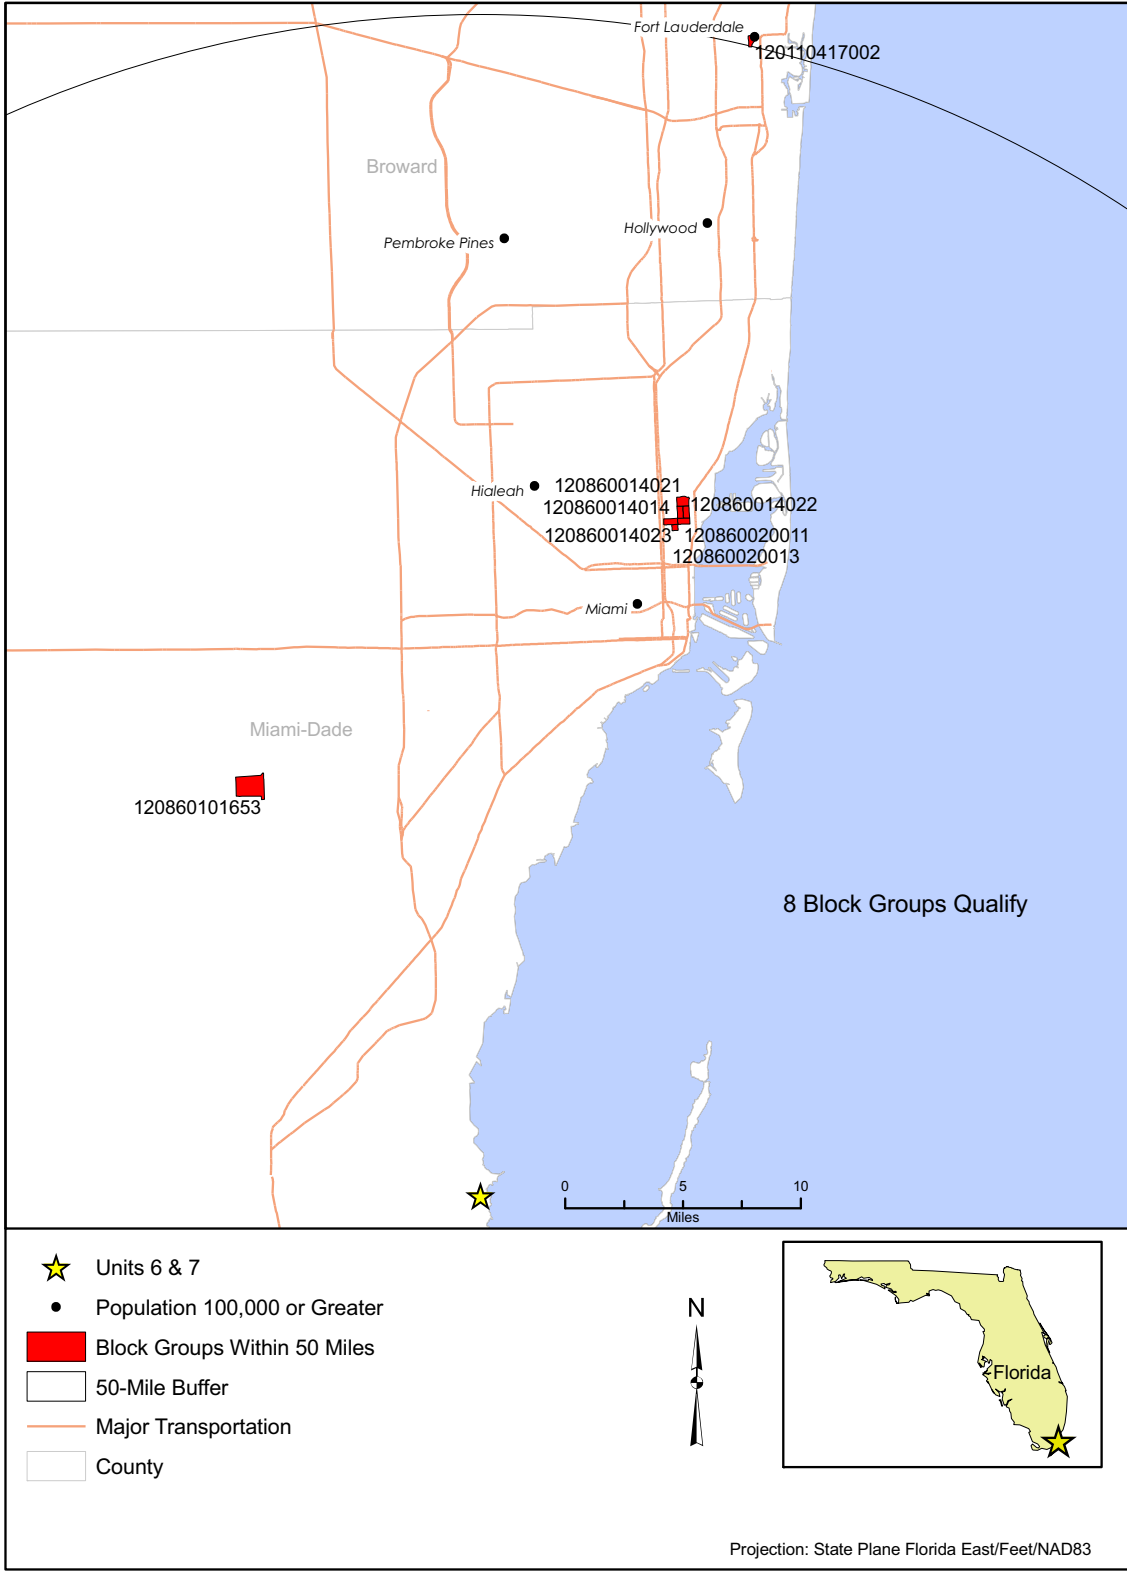 Fort Lauderdale
120110417002
Broward
Hollywood
Pembroke Pines
Hialeah
120860014021
120860014014
120860014022
120860014023
120860020011
120860020013
Miami
Miami-Dade
120860101653
8 Block Groups Qualify
0 5 10
Miles
Units 6 & 7
Population 100,000 or Greater
Block Groups Within 50 Miles
50-Mile Buffer
Major Transportation
County
N
Florida
Projection: State Plane Florida East/Feet/NAD83